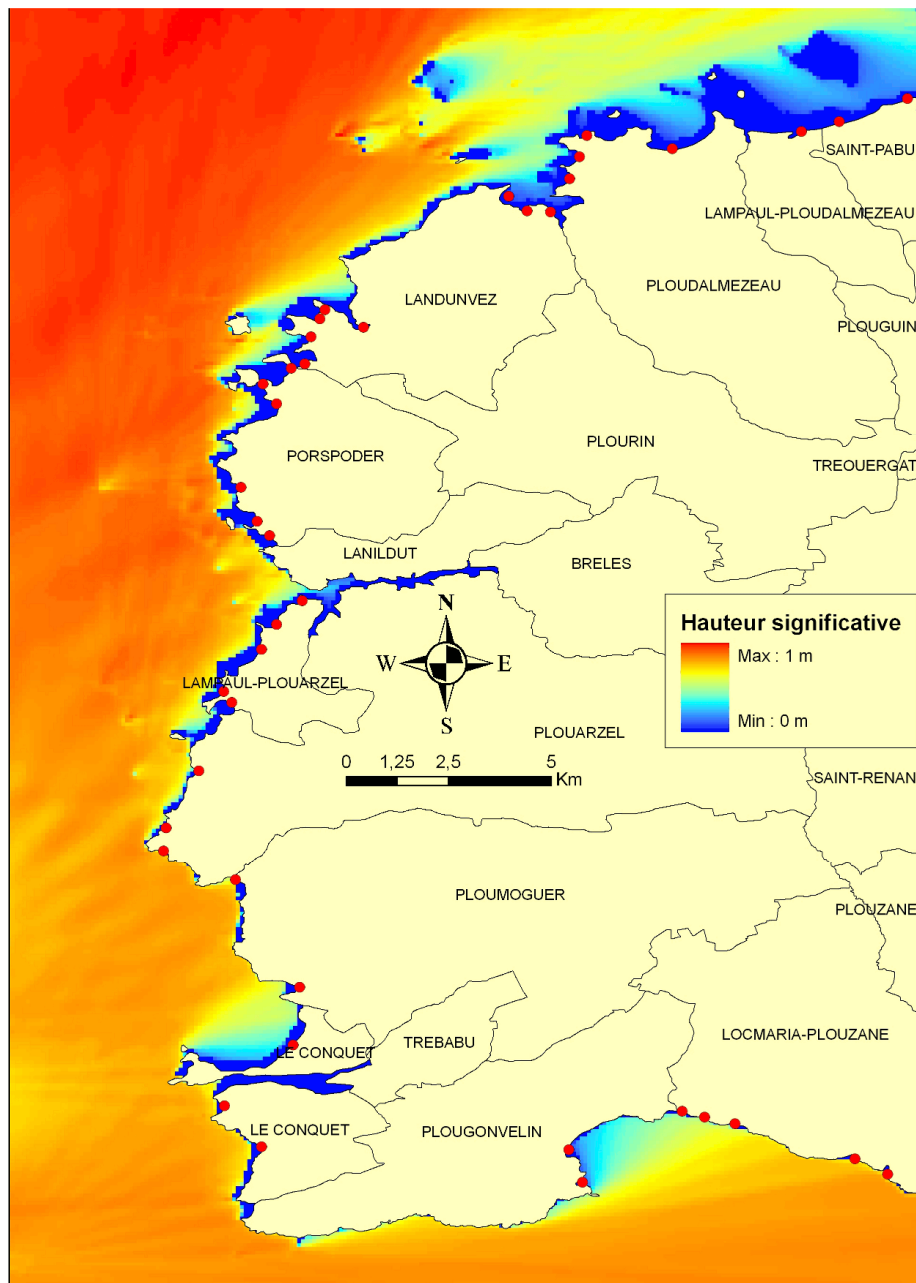 SAINT-PABU
LAMPAUL-PLOUDALMEZEAU
PLOUDALMEZEAU
LANDUNVEZ
PLOUGUIN
PLOURIN
PORSPODER
TREOUERGAT
LANILDUT
BRELES
N
W
E
S
Hauteur significative
Max : 1 m
Min : 0 m
LAMPAUL-PLOUARZEL
PLOUARZEL
0 1,25 2,5 5
Km
SAINT-RENAN
PLOUMOGUER
PLOUZANE
LOCMARIA-PLOUZANE
TREBABU
LE CONQUET
LE CONQUET
PLOUGONVELIN